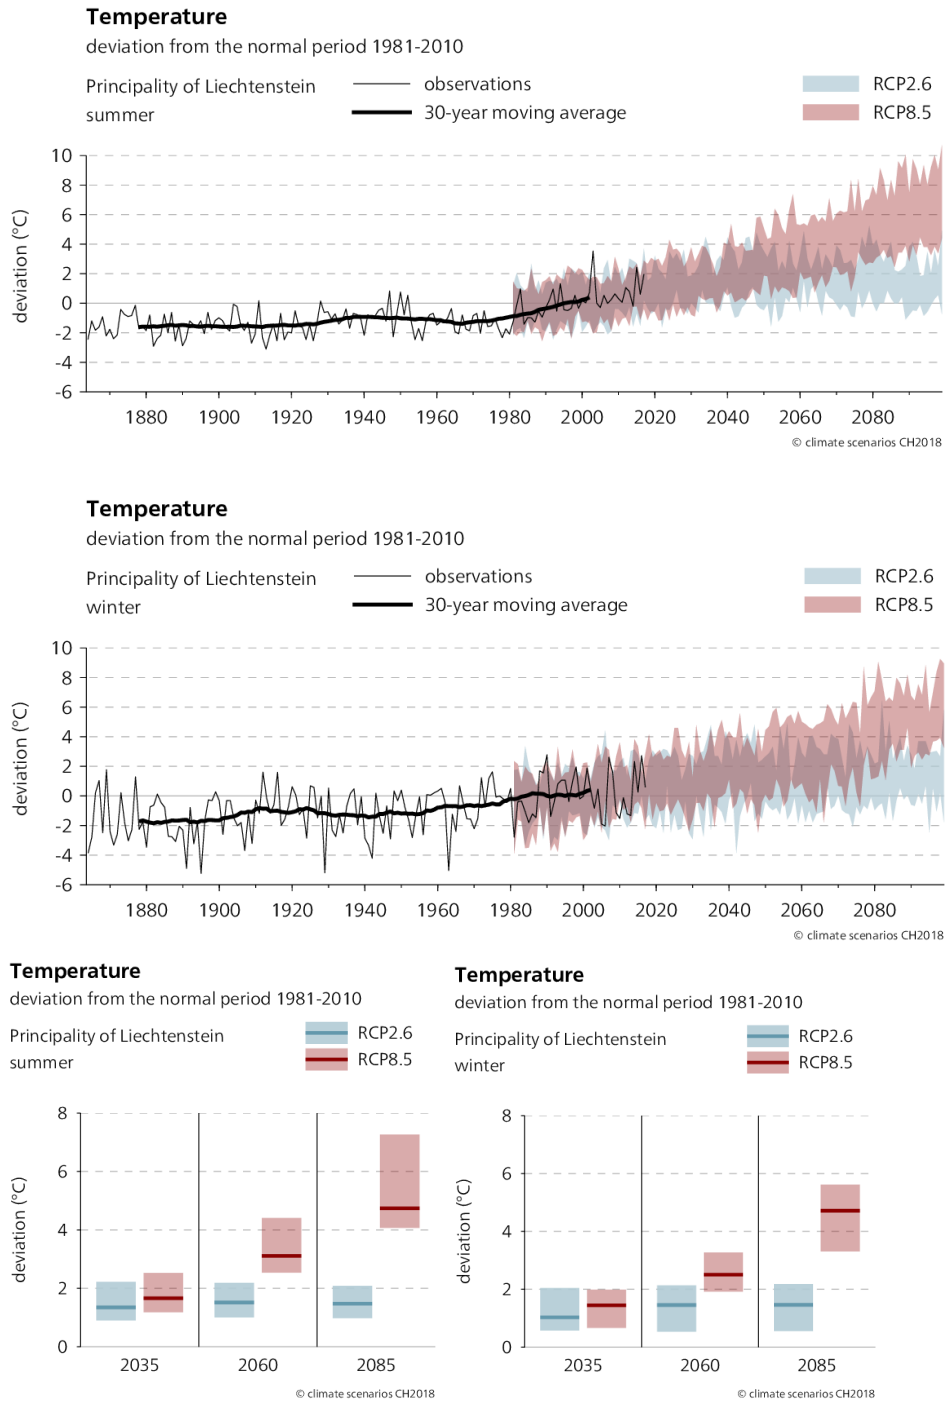 Temperature
deviation from the normal period 1981-2010
Principality of Liechtenstein
summer
observations
30-year moving average
RCP2.6
RCP8.5
deviation (°C)
10
8
6
4
2
0
-2
-4
-6
1880 1900 1920 1940 1960 1980 2000 2020 2040 2060 2080
© climate scenarios CH2018
Temperature
deviation from the normal period 1981-2010
Principality of Liechtenstein
winter
observations
30-year moving average
RCP2.6
RCP8.5
deviation (°C)
10
8
6
4
2
0
-2
-4
-6
1880 1900 1920 1940 1960 1980 2000 2020 2040 2060 2080
© climate scenarios CH2018
Temperature
deviation from the normal period 1981-2010
Principality of Liechtenstein
summer
RCP2.6
RCP8.5
deviation (°C)
8
6
4
2
0
2035 2060 2085
© climate scenarios CH2018
Temperature
deviation from the normal period 1981-2010
Principality of Liechtenstein
winter
RCP2.6
RCP8.5
deviation (°C)
8
6
4
2
0
2035 2060 2085
© climate scenarios CH2018